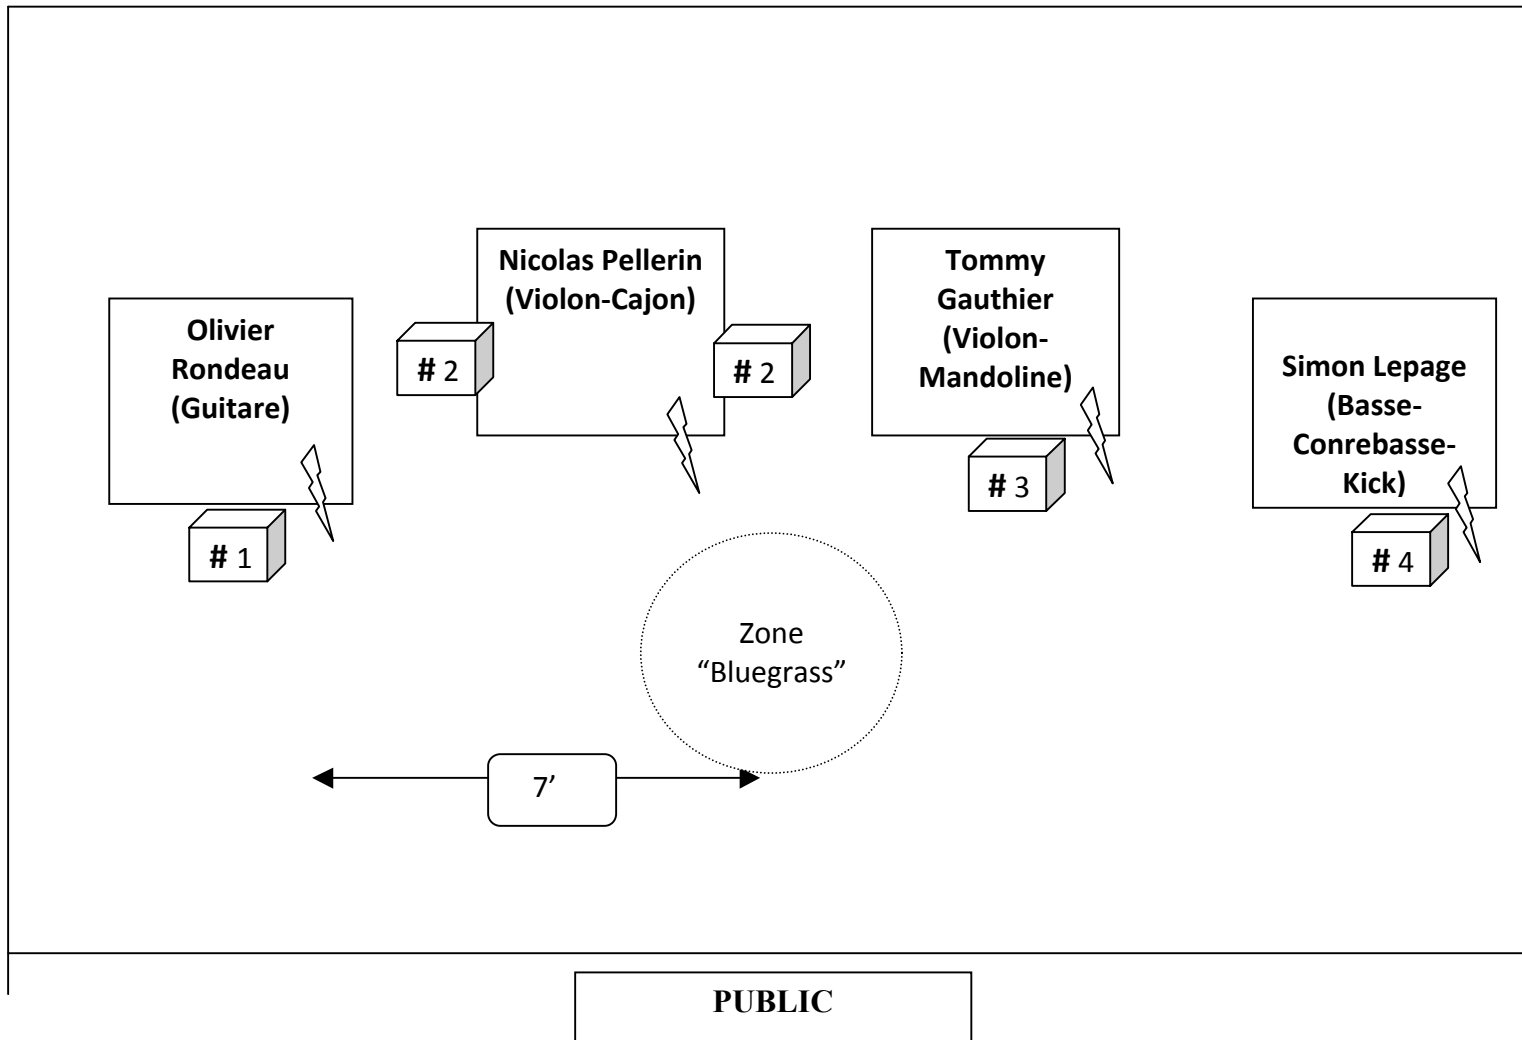 Olivier
Rondeau
(Guitare)
# 1
# 2
Nicolas Pellerin
(Violon-Cajon)
# 2
Tommy
Gauthier
(Violon-
Mandoline)
# 3
Simon Lepage
(Basse-
Conrebasse-
Kick)
# 4
Zone
“Bluegrass”
7’
PUBLIC